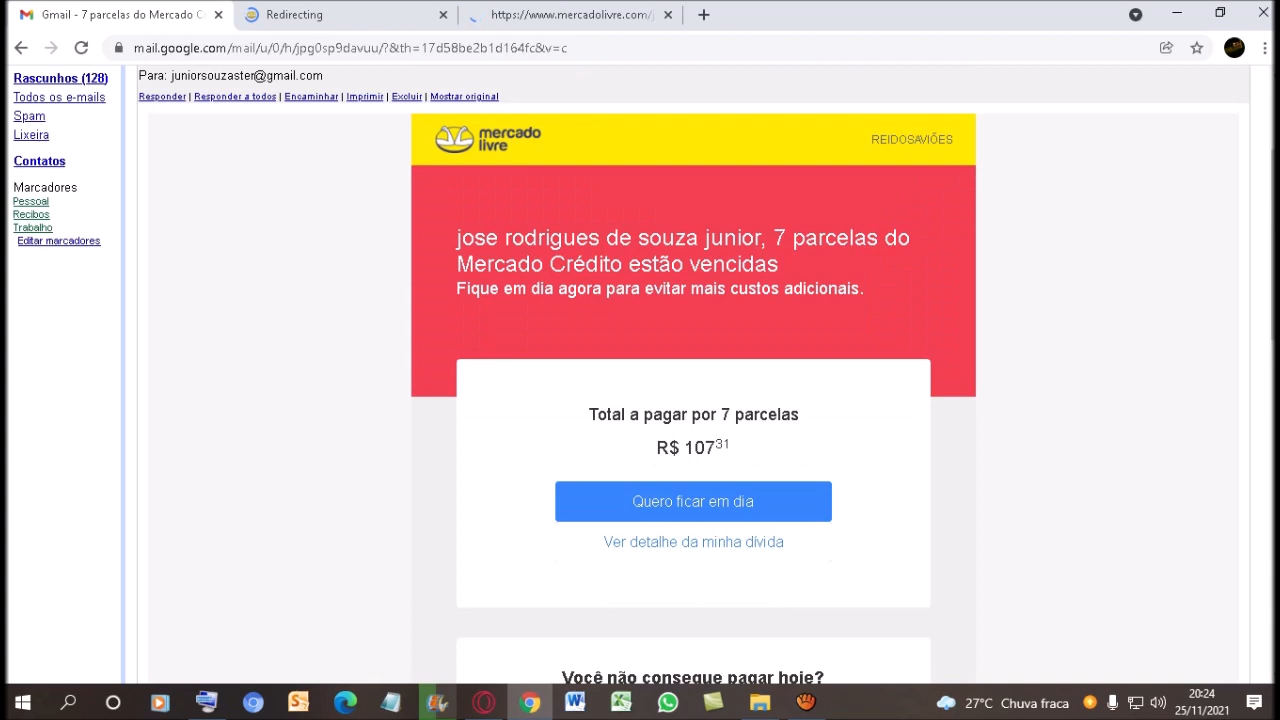 Gmail - 7 parcelas do Mercado C
Redirecting
https://www.mercadolivre.com/j
mail.google.com/mail/u/0/h/jpg0sp9davuu/?&th=17d58be2b1d164fc&v=c
Rascunhos (128)
Todos os e-mails
Spam
Lixeira
Contatos
Marcadores
Pessoal
Recibos
Trabalho
Editar marcadores
Para: juniorsouzaster@gmail.com
Responder | Responder a todos | Encaminhar | Imprimir | Excluir | Mostrar original
mercado
livre
REIDOSAVIÕES
jose rodrigues de souza junior, 7 parcelas do
Mercado Crédito estão vencidas
Fique em dia agora para evitar mais custos adicionais.
Total a pagar por 7 parcelas
R$ 107 31
Quero ficar em dia
Ver detalhe da minha dívida
Você não consegue pagar hoje?
27°C Chuva fraca
20:24
25/11/2021